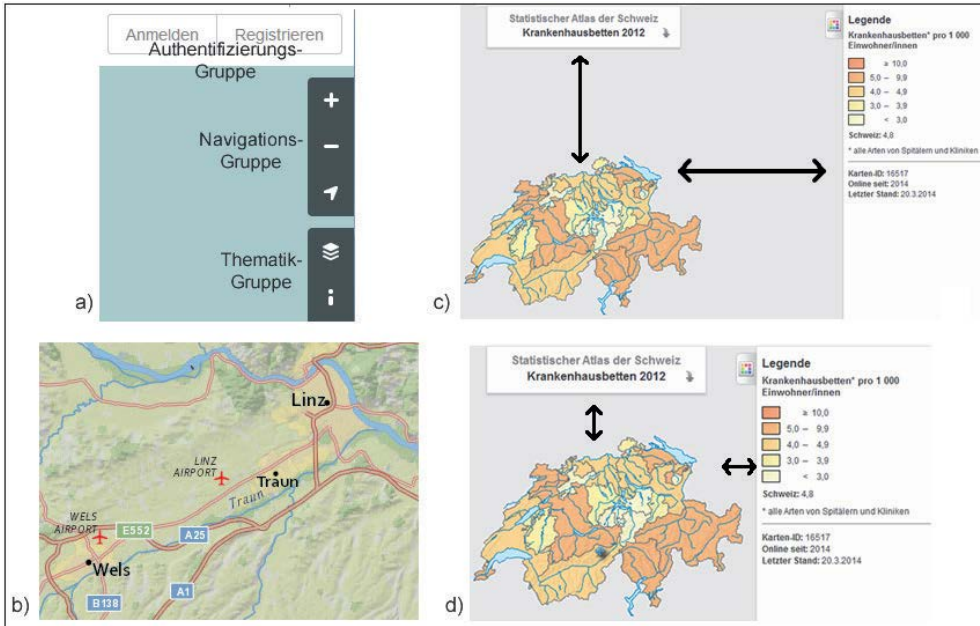 Anmelden
Registrieren
Authentifizierungs-
Gruppe
Navigations-
Gruppe
Thematik-
Gruppe
a)
Statistischer Atlas der Schweiz
Krankenhausbetten 2012
Legende
Krankenhausbetten* pro 1 000
Einwohner/innen
≥ 10,0
5,0 – 9,9
4,0 – 4,9
3,0 – 3,9
< 3,0
Schweiz: 4,8
* alle Arten von Spitälern und Kliniken
Karten-ID: 16517
Online seit: 2014
Letzter Stand: 20.3.2014
c)
Linz
LINZ
AIRPORT
Traun
Traun
WELS
AIRPORT
E552
A25
Wels
A1
B138
b)
Statistischer Atlas der Schweiz
Krankenhausbetten 2012
Legende
Krankenhausbetten* pro 1 000
Einwohner/innen
≥ 10,0
5,0 – 9,9
4,0 – 4,9
3,0 – 3,9
< 3,0
Schweiz: 4,8
* alle Arten von Spitälern und Kliniken
Karten-ID: 16517
Online seit: 2014
Letzter Stand: 20.3.2014
d)